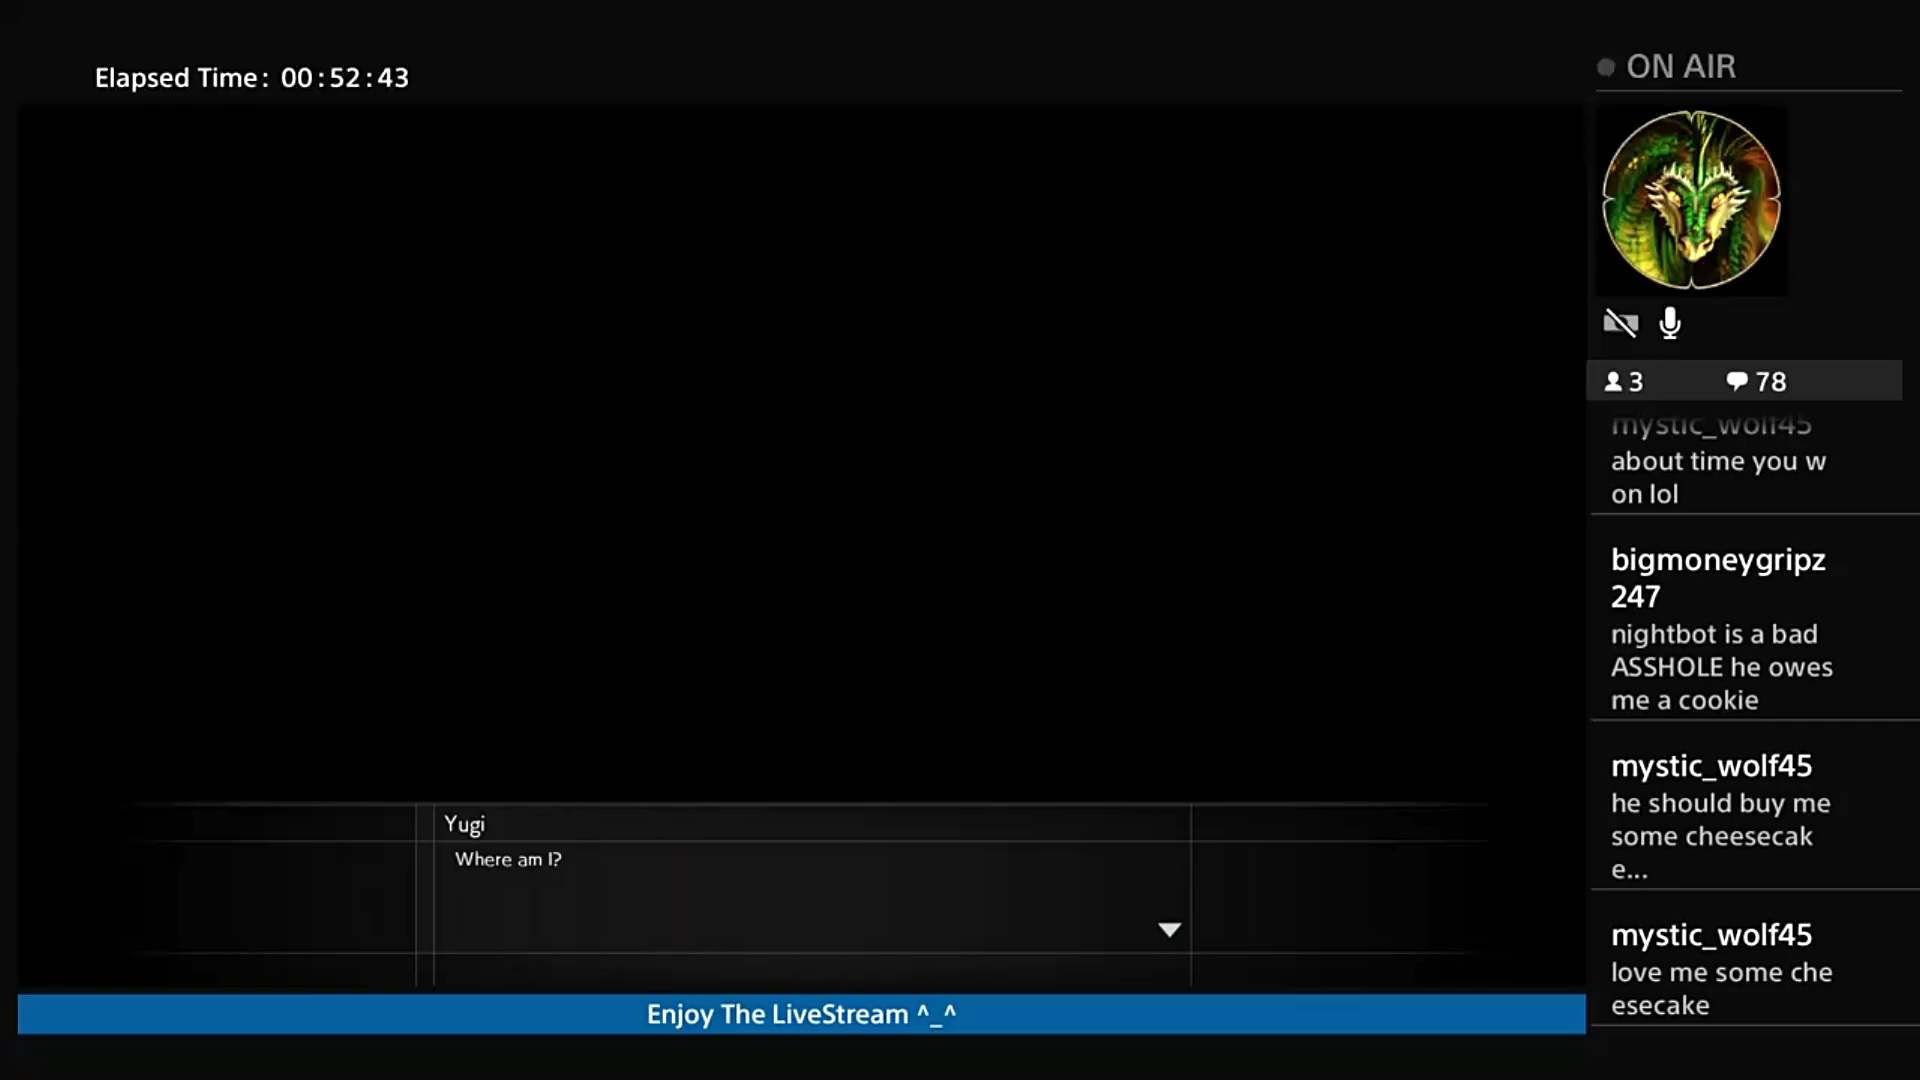 Elapsed Time: 00:52:43
ON AIR
3
78
mystic_wolf45
about time you w
on lol
bigmoneygripz
247
nightbot is a bad
ASSHOLE he owes
me a cookie
mystic_wolf45
he should buy me
some cheesecak
e...
mystic_wolf45
love me some che
esecake
Yugi
Where am I?
Enjoy The LiveStream ^_^